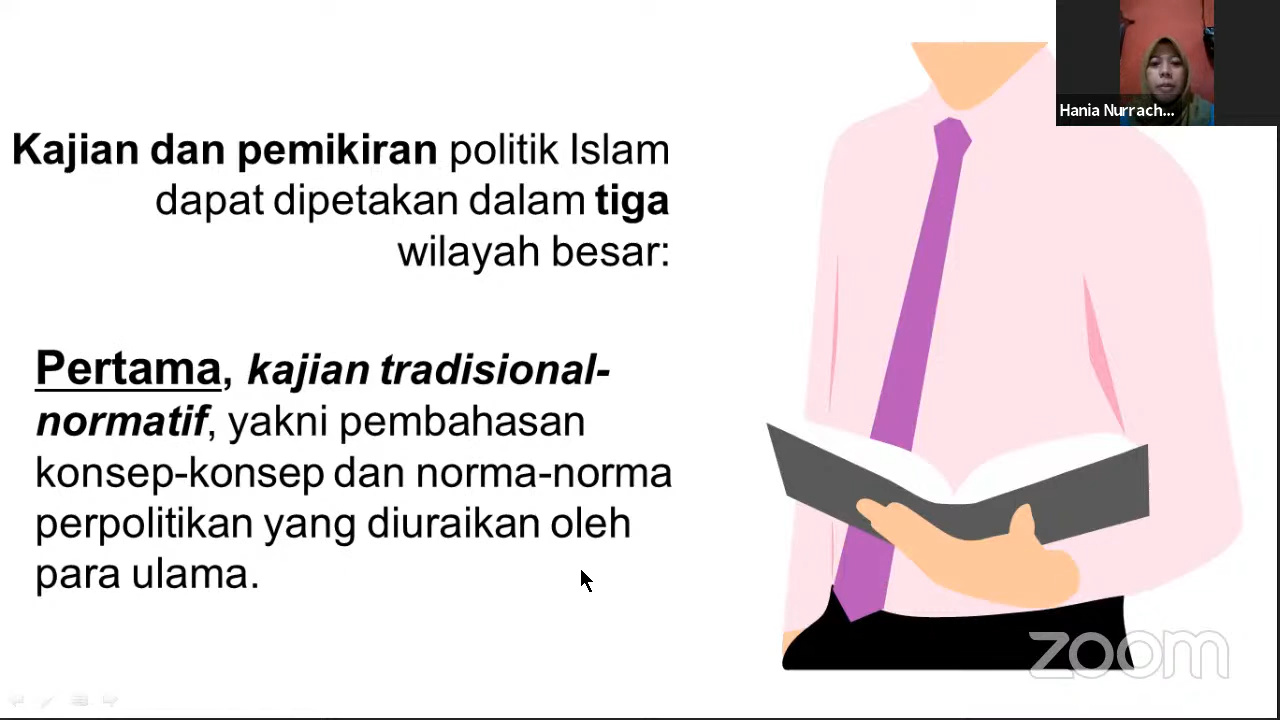 Kajian dan pemikiran politik Islam
dapat dipetakan dalam tiga
wilayah besar:
Pertama, kajian tradisional-
normatif, yakni pembahasan
konsep-konsep dan norma-norma
perpolitikan yang diuraikan oleh
para ulama.
Hania Nurrach...
zoom